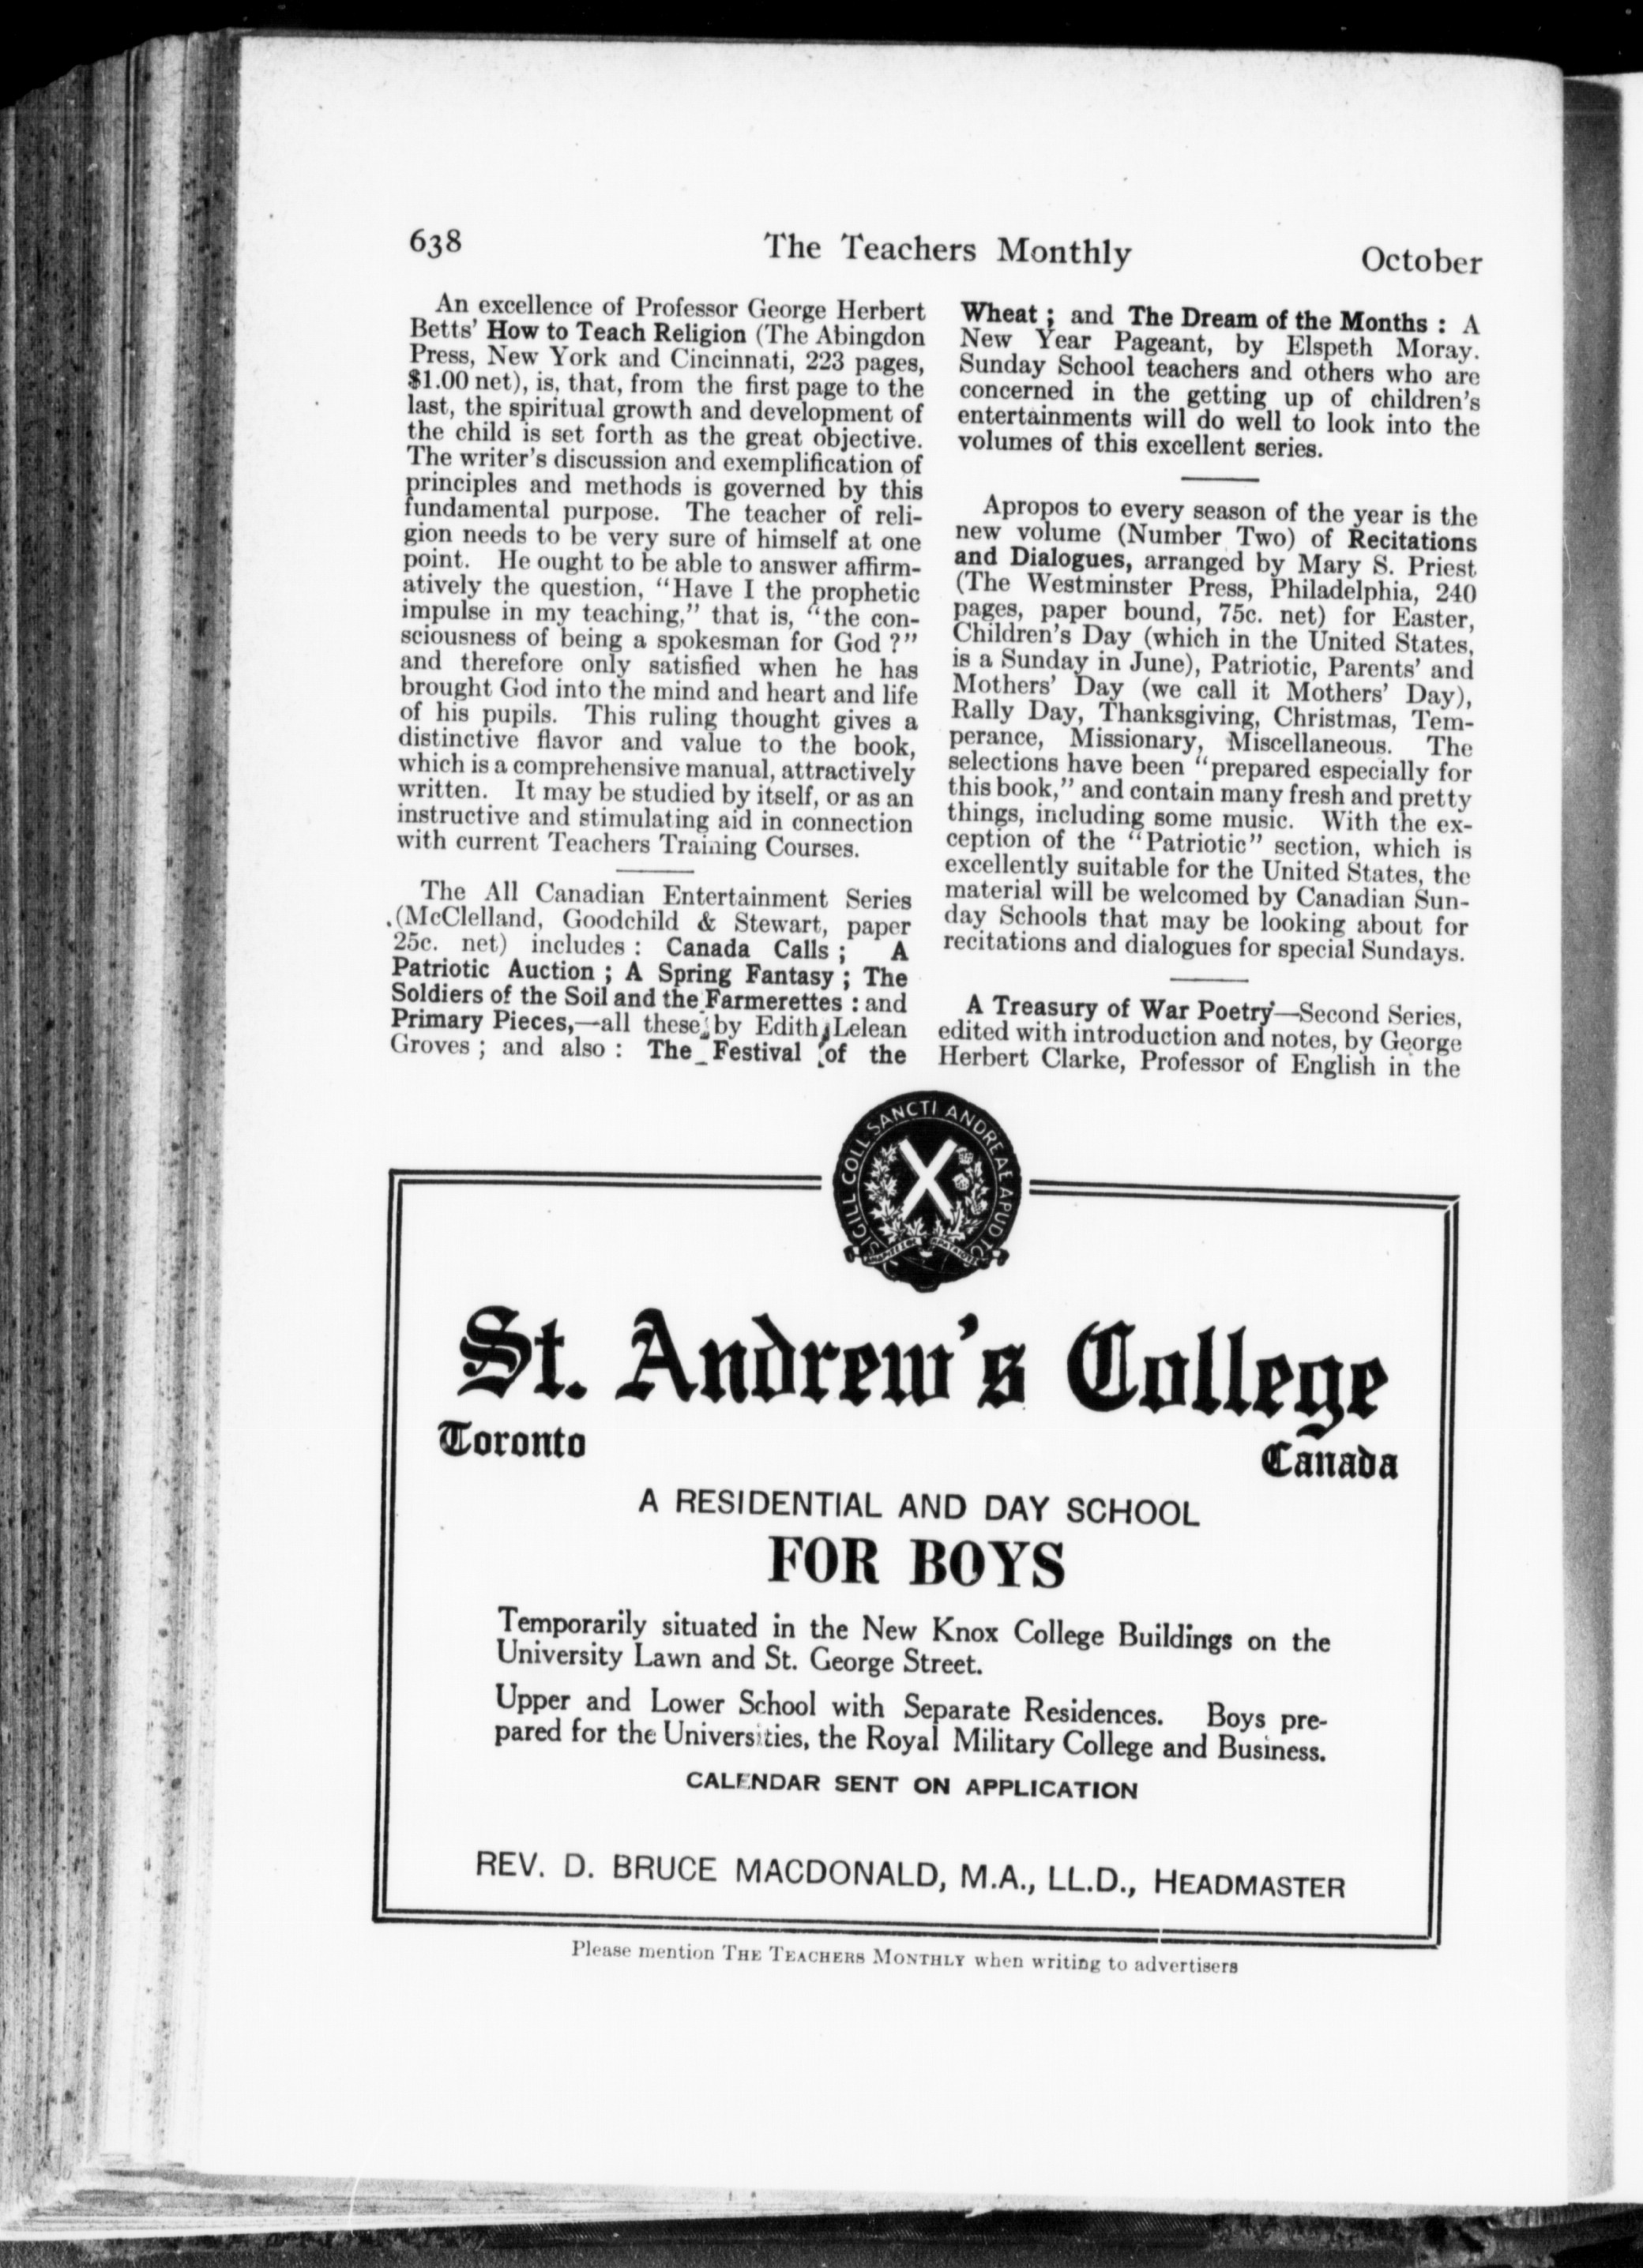 638
The Teachers Monthly
October
An excellence of Professor George Herbert
Betts' How to Teach Religion (The Abingdon
Press, New York and Cincinnati, 223 pages,
$1.00 net), is, that, from the first page to the
last, the spiritual growth and development of
the child is set forth as the great objective.
The writer's discussion and exemplification of
principles and methods is governed by this
fundamental purpose. The teacher of reli-
gion needs to be very sure of himself at one
point. He ought to be able to answer affirm-
atively the question, "Have I the prophetic
impulse in my teaching," that is, "the con-
sciousness of being a spokesman for God ?"
and therefore only satisfied when he has
brought God into the mind and heart and life
of his pupils. This ruling thought gives a
distinctive flavor and value to the book,
which is a comprehensive manual, attractively
written. It may be studied by itself, or as an
instructive and stimulating aid in connection
with current Teachers Training Courses.
The All Canadian Entertainment Series
(McClelland, Goodchild & Stewart, paper
25c. net) includes : Canada Calls ; A
Patriotic Auction ; A Spring Fantasy ; The
Soldiers of the Soil and the Farmerettes : and
Primary Pieces,—all these by Edith Lelean
Groves ; and also : The Festival of the
Wheat ; and The Dream of the Months : A
New Year Pageant, by Elspeth Moray.
Sunday School teachers and others who are
concerned in the getting up of children's
entertainments will do well to look into the
volumes of this excellent series.
Apropos to every season of the year is the
new volume (Number Two) of Recitations
and Dialogues, arranged by Mary S. Priest
(The Westminster Press, Philadelphia, 240
pages, paper bound, 75c. net) for Easter,
Children's Day (which in the United States,
is a Sunday in June), Patriotic, Parents' and
Mothers' Day (we call it Mothers' Day),
Rally Day, Thanksgiving, Christmas, Tem-
perance, Missionary, Miscellaneous. The
selections have been "prepared especially for
this book," and contain many fresh and pretty
things, including some music. With the ex-
ception of the "Patriotic" section, which is
excellently suitable for the United States, the
material will be welcomed by Canadian Sun-
day Schools that may be looking about for
recitations and dialogues for special Sundays.
A Treasury of War Poetry—Second Series,
edited with introduction and notes, by George
Herbert Clarke, Professor of English in the
SIGILL COLL SANCTI ANDREAE APUD TO
St. Andrew's College
Toronto
Canada
A RESIDENTIAL AND DAY SCHOOL
FOR BOYS
Temporarily situated in the New Knox College Buildings on the
University Lawn and St. George Street.
Upper and Lower School with Separate Residences. Boys pre-
pared for the Universities, the Royal Military College and Business.
CALENDAR SENT ON APPLICATION
REV. D. BRUCE MACDONALD, M.A., LL.D., HEADMASTER
Please mention THE TEACHERS MONTHLY when writing to advertisers